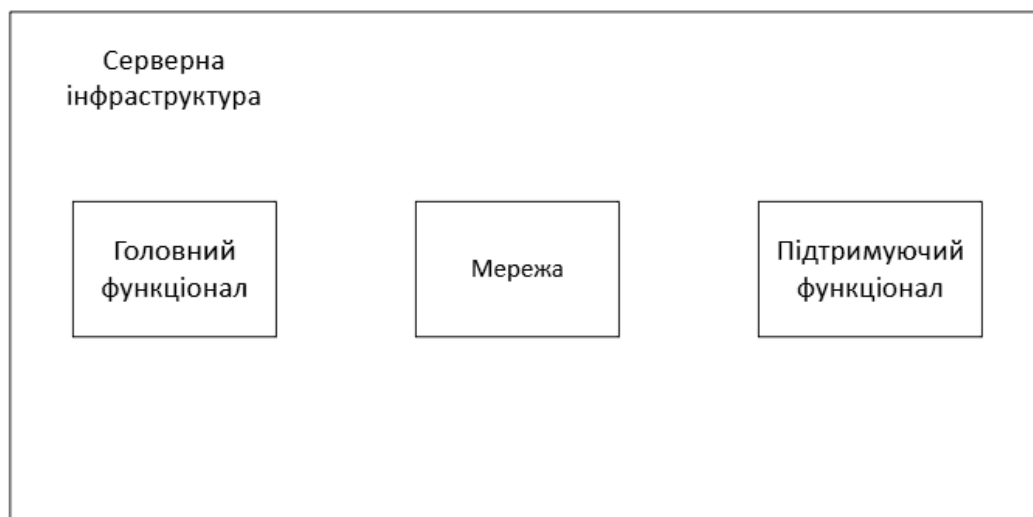 Серверна
інфраструктура
Головний
функціонал
Мережа
Підтримуючий
функціонал